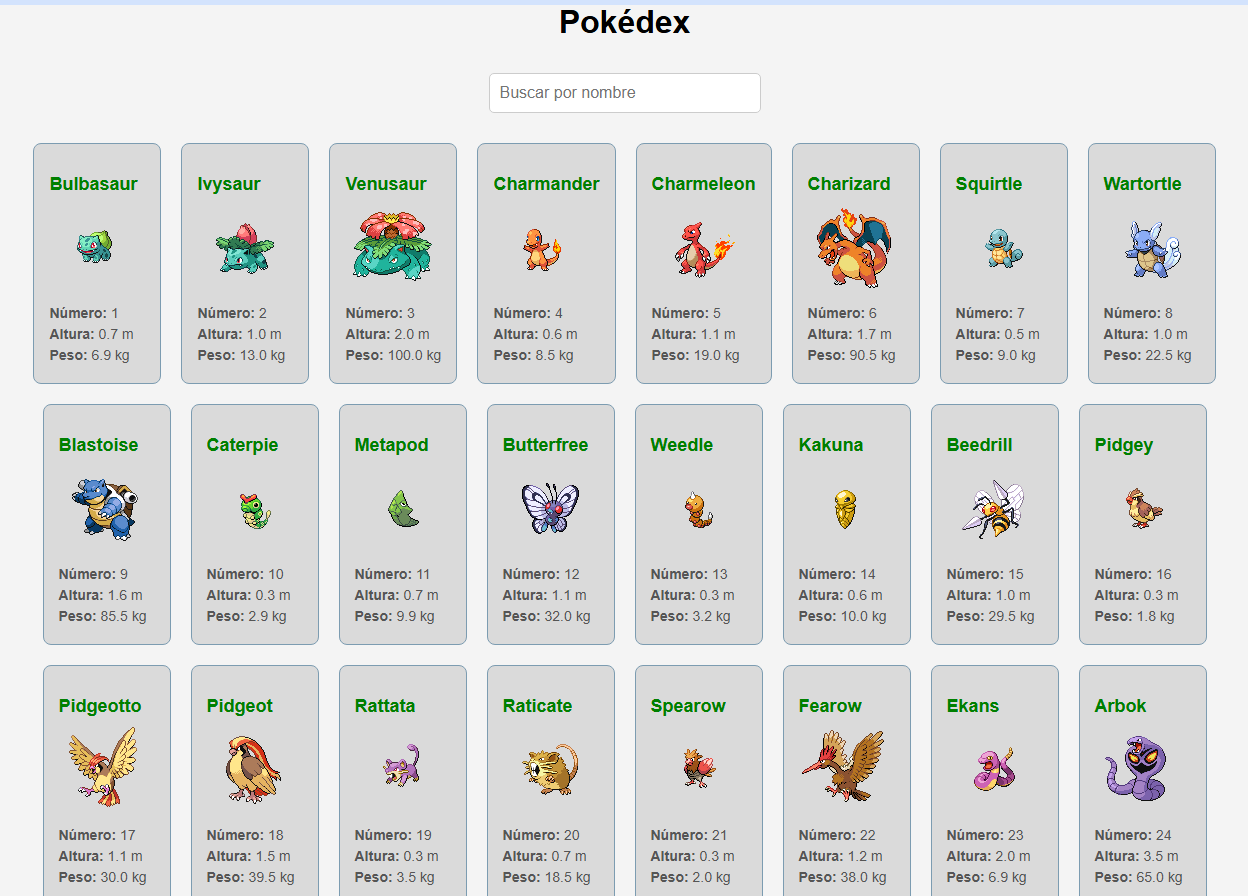 Pokédex
Buscar por nombre
Bulbasaur
Número: 1
Altura: 0.7 m
Peso: 6.9 kg
Ivysaur
Número: 2
Altura: 1.0 m
Peso: 13.0 kg
Venusaur
Número: 3
Altura: 2.0 m
Peso: 100.0 kg
Charmander
Número: 4
Altura: 0.6 m
Peso: 8.5 kg
Charmeleon
Número: 5
Altura: 1.1 m
Peso: 19.0 kg
Charizard
Número: 6
Altura: 1.7 m
Peso: 90.5 kg
Squirtle
Número: 7
Altura: 0.5 m
Peso: 9.0 kg
Wartortle
Número: 8
Altura: 1.0 m
Peso: 22.5 kg
Blastoise
Número: 9
Altura: 1.6 m
Peso: 85.5 kg
Caterpie
Número: 10
Altura: 0.3 m
Peso: 2.9 kg
Metapod
Número: 11
Altura: 0.7 m
Peso: 9.9 kg
Butterfree
Número: 12
Altura: 1.1 m
Peso: 32.0 kg
Weedle
Número: 13
Altura: 0.3 m
Peso: 3.2 kg
Kakuna
Número: 14
Altura: 0.6 m
Peso: 10.0 kg
Beedrill
Número: 15
Altura: 1.0 m
Peso: 29.5 kg
Pidgey
Número: 16
Altura: 0.3 m
Peso: 1.8 kg
Pidgeotto
Número: 17
Altura: 1.1 m
Peso: 30.0 kg
Pidgeot
Número: 18
Altura: 1.5 m
Peso: 39.5 kg
Rattata
Número: 19
Altura: 0.3 m
Peso: 3.5 kg
Raticate
Número: 20
Altura: 0.7 m
Peso: 18.5 kg
Spearow
Número: 21
Altura: 0.3 m
Peso: 2.0 kg
Fearow
Número: 22
Altura: 1.2 m
Peso: 38.0 kg
Ekans
Número: 23
Altura: 2.0 m
Peso: 6.9 kg
Arbok
Número: 24
Altura: 3.5 m
Peso: 65.0 kg